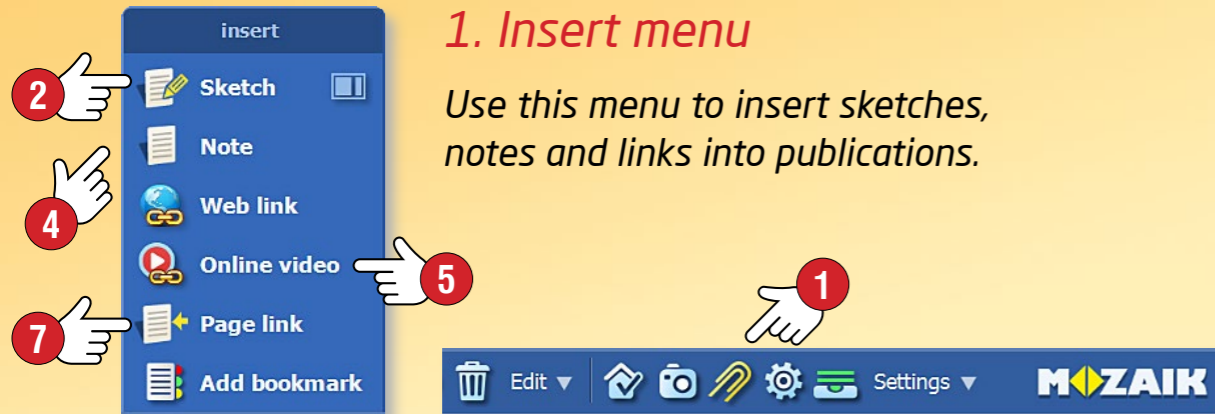 insert
2
Sketch
Note
4
Web link
Online video
5
7
Page link
Add bookmark
1. Insert menu
Use this menu to insert sketches,
notes and links into publications.
1
Edit
Settings
MOZAIK